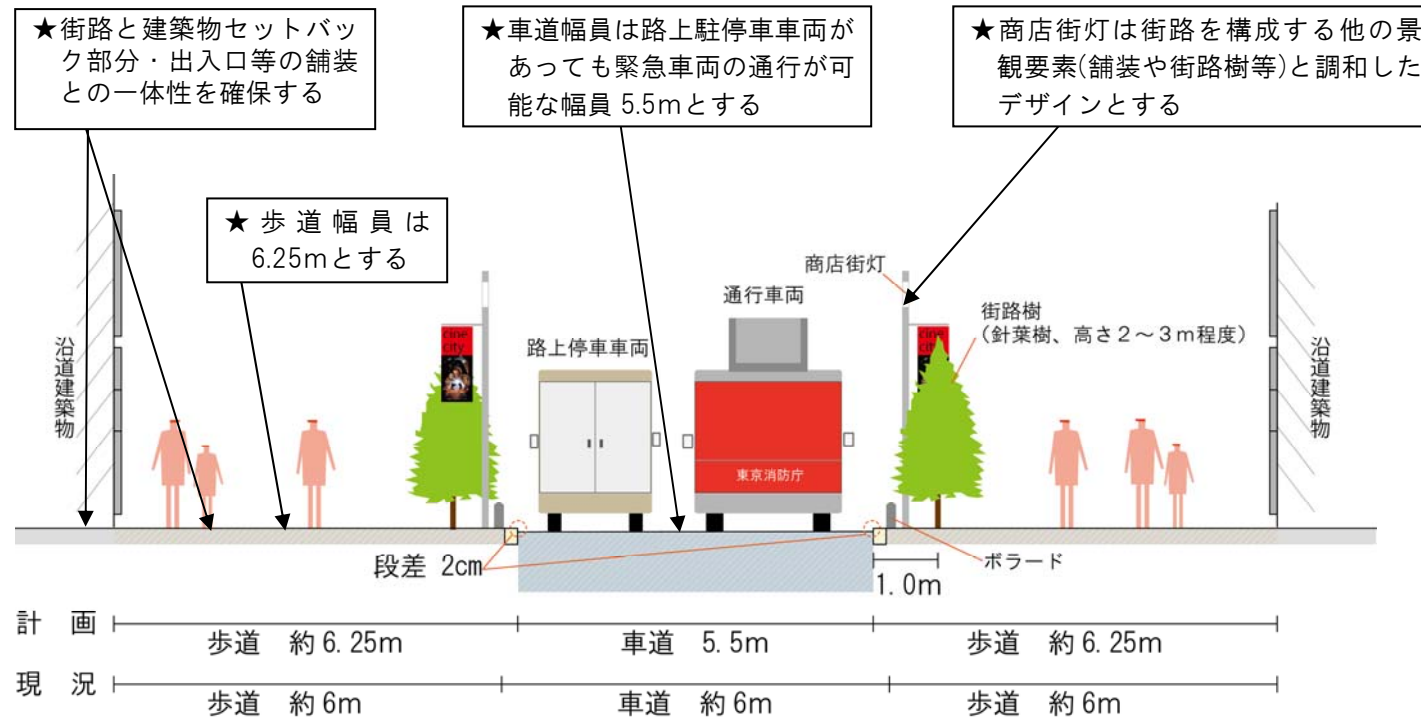 ★街路と建築物セットバッ
ク部分・出入口等の舗装
との一体性を確保する
★車道幅員は路上駐停車車両が
あっても緊急車両の通行が可
能な幅員 5.5mとする
★商店街灯は街路を構成する他の景
観要素(舗装や街路樹等)と調和した
デザインとする
★歩道幅員は
6.25mとする
商店街灯
通行車両
路上停車車両
街路樹
(針葉樹、高さ2〜3m程度)
沿道建築物
cine
city
cine
city
沿道建築物
東京消防庁
段差 2cm
1.0m
ボラード
計 画
歩道 約6.25m
車道 5.5m
歩道 約6.25m
現 況
歩道 約6m
車道 約6m
歩道 約6m